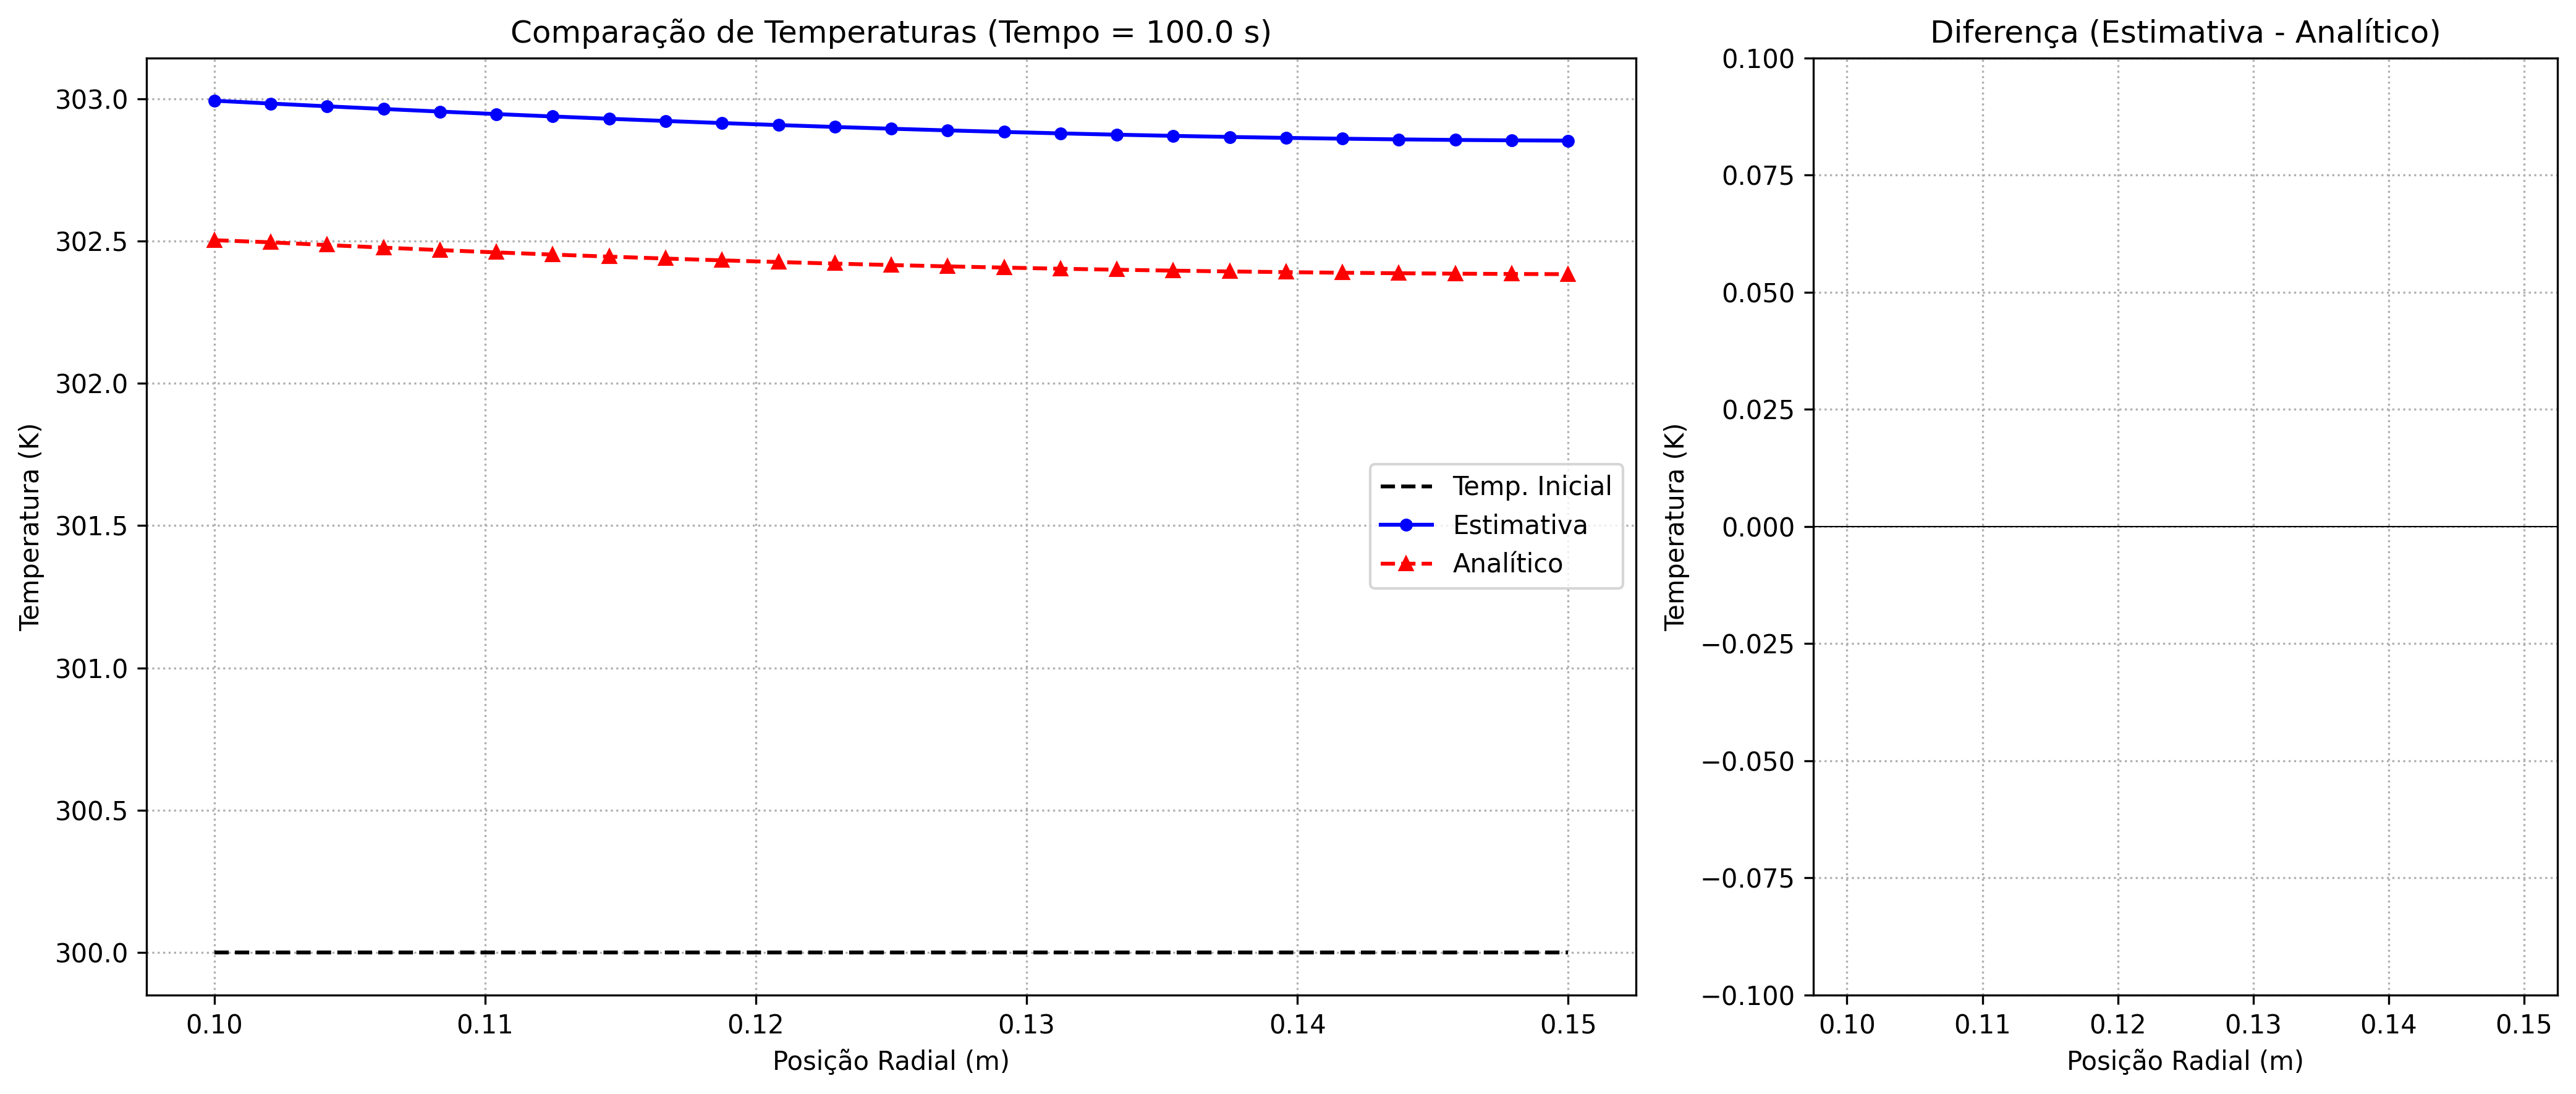 Comparação de Temperaturas (Tempo = 100.0 s)
303.0
302.5
302.0
301.5
301.0
300.5
300.0
Temperatura (K)
Temp. Inicial
Estimativa
Analítico
0.10 0.11 0.12 0.13 0.14 0.15
Posição Radial (m)
Diferença (Estimativa - Analítico)
0.100
0.075
0.050
0.025
0.000
−0.025
−0.050
−0.075
−0.100
Temperatura (K)
0.10 0.11 0.12 0.13 0.14 0.15
Posição Radial (m)